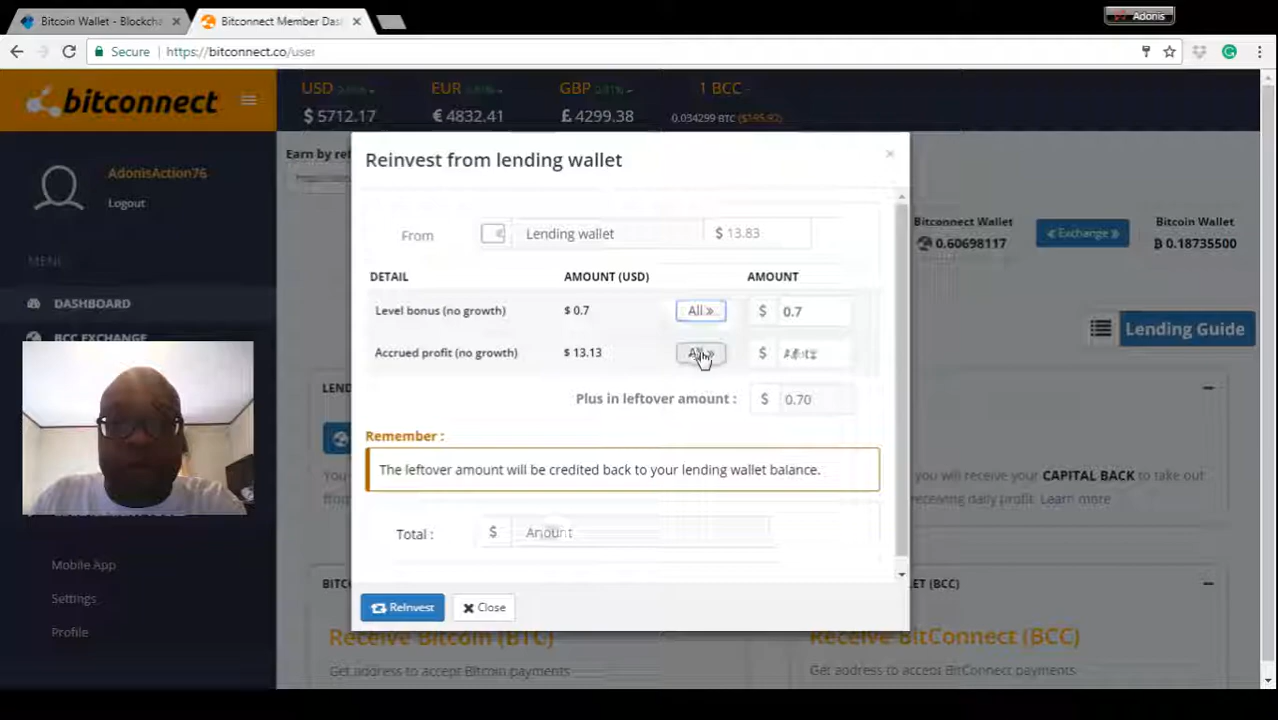 Bitcoin Wallet - Blockcha
Bitconnect Member Das
Adonis
Secure
https://bitconnect.co/user
bitconnect
USD
EUR
GBP
1 BCC
$ 5712.17
€ 4832.41
£ 4299.38
0.034299 BTC
AdonisAction76
Logout
MENU
DASHBOARD
BCC EXCHANGE
Mobile App
Settings
Profile
Reinvest from lending wallet
×
From
Lending wallet
$ 13.83
DETAIL
AMOUNT (USD)
AMOUNT
Level bonus (no growth)
$ 0.7
All »
$
0.7
Accrued profit (no growth)
$ 13.13
$
Plus in leftover amount :
$
0.70
Remember :
The leftover amount will be credited back to your lending wallet balance.
Total :
$
Amount
ReInvest
Close
Bitconnect Wallet
0.60698117
« Exchange »
Bitcoin Wallet
0.18735500
Lending Guide
you will receive your CAPITAL BACK to take out
receiving daily profit. Learn more
Receive Bitcoin (BTC)
Get address to accept Bitcoin payments
(BCC)
Receive BitConnect (BCC)
Get address to accept BitConnect payments